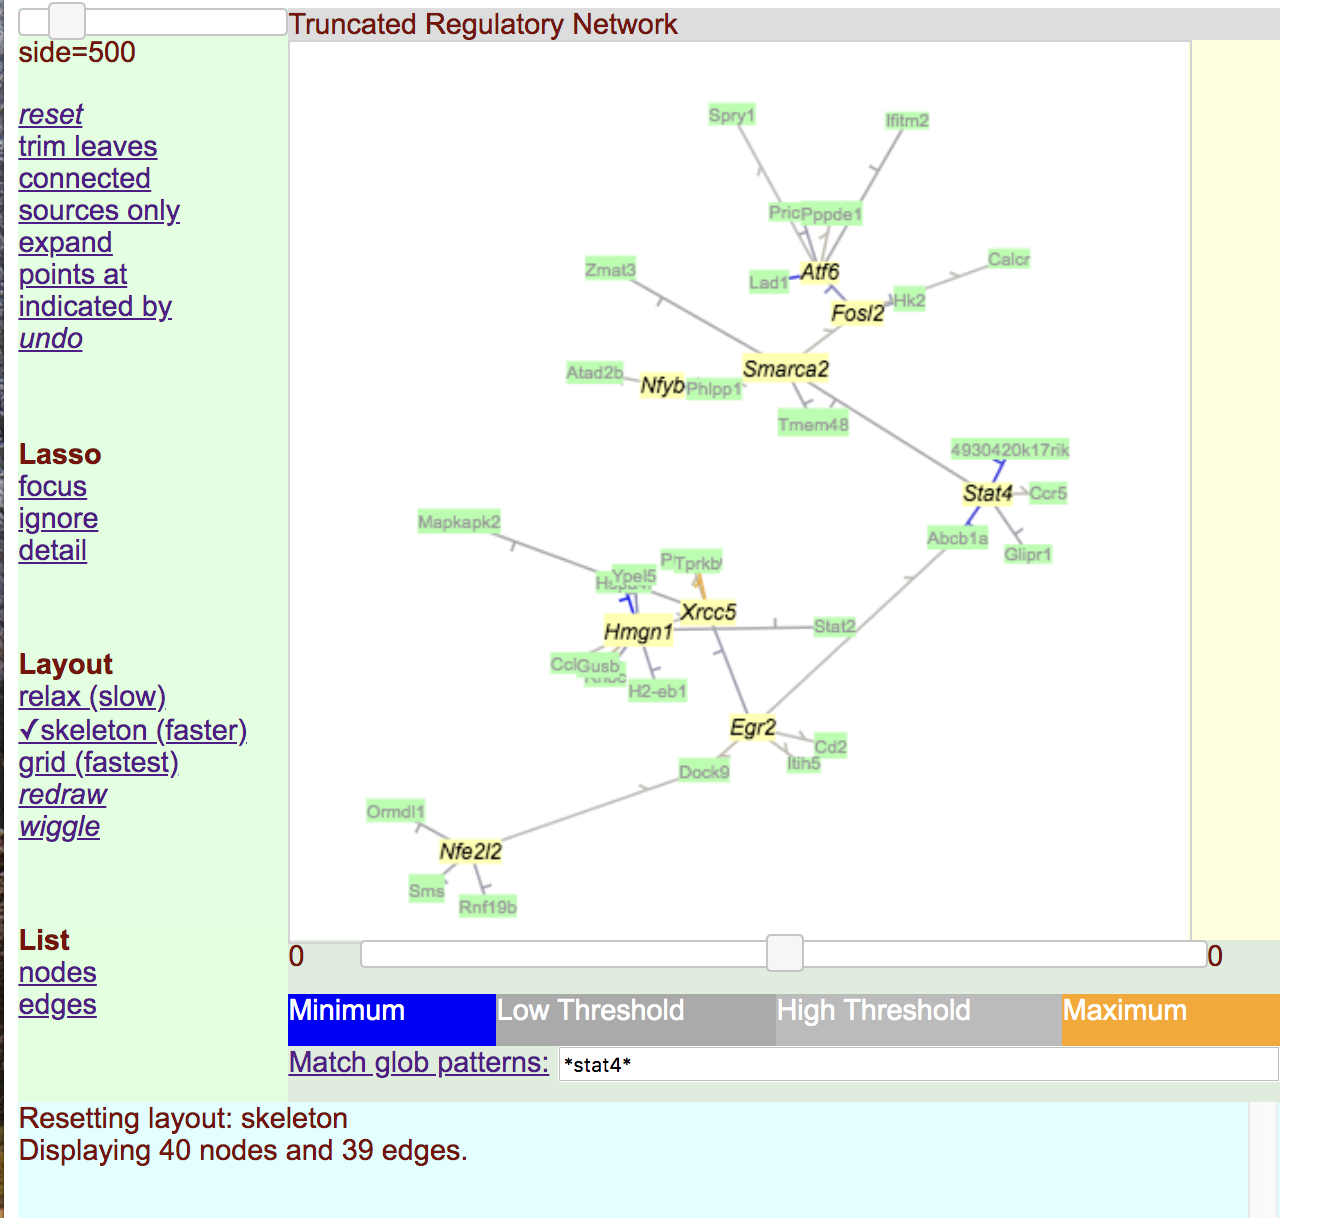 Truncated Regulatory Network
side=500
reset
trim leaves
connected
sources only
expand
points at
indicated by
undo
Lasso
focus
ignore
detail
Layout
relax (slow)
✓skeleton (faster)
grid (fastest)
redraw
wiggle
List
nodes
edges
Spry1
Ifitm2
Pppde1
Zmat3
Calcr
Lad1
Atf6
Hk2
Fosl2
Atad2b
Nfyb
Phlpp1
Smarca2
Tmem48
4930420k17rik
Stat4
Ccr5
Mapkapk2
Abcb1a
Glipr1
Tprkb
Ypel5
Xrcc5
Hmgn1
Stat2
Gusb
H2-eb1
Egr2
Cd2
Itih5
Dock9
Ormdl1
Nfe2l2
Sms
Rnf19b
0
0
Minimum
Low Threshold
High Threshold
Maximum
Match glob patterns:
*stat4*
Resetting layout: skeleton
Displaying 40 nodes and 39 edges.